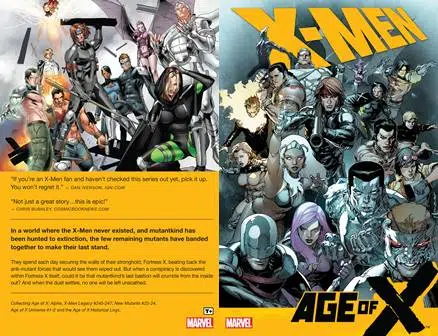 "If you're an X-Men fan and haven't checked this series out yet, pick it up.
You won't regret it." — DAN IVERSON, IGN.COM
"Not just a great story...this is epic!"
— CHRIS BUSHLEY, COSMICBOOKNEWS.COM
In a world where the X-Men never existed, and mutantkind has
been hunted to extinction, the few remaining mutants have banded
together to make their last stand.
They spend each day securing the walls of their stronghold, Fortress X, beating back the
anti-mutant forces that would see them wiped out. But when a conspiracy is discovered
within Fortress X itself, could it be that mutantkind's last bastion will crumble from the inside
out? And when the dust settles, no one will be left unscathed.
Collecting Age of X: Alpha, X-Men Legacy #245-247, New Mutants #22-24,
Age of X Universe #1-2 and the Age of X Historical Logs.
T+
MARVEL
X-MEN
MARVEL
AGE OF X